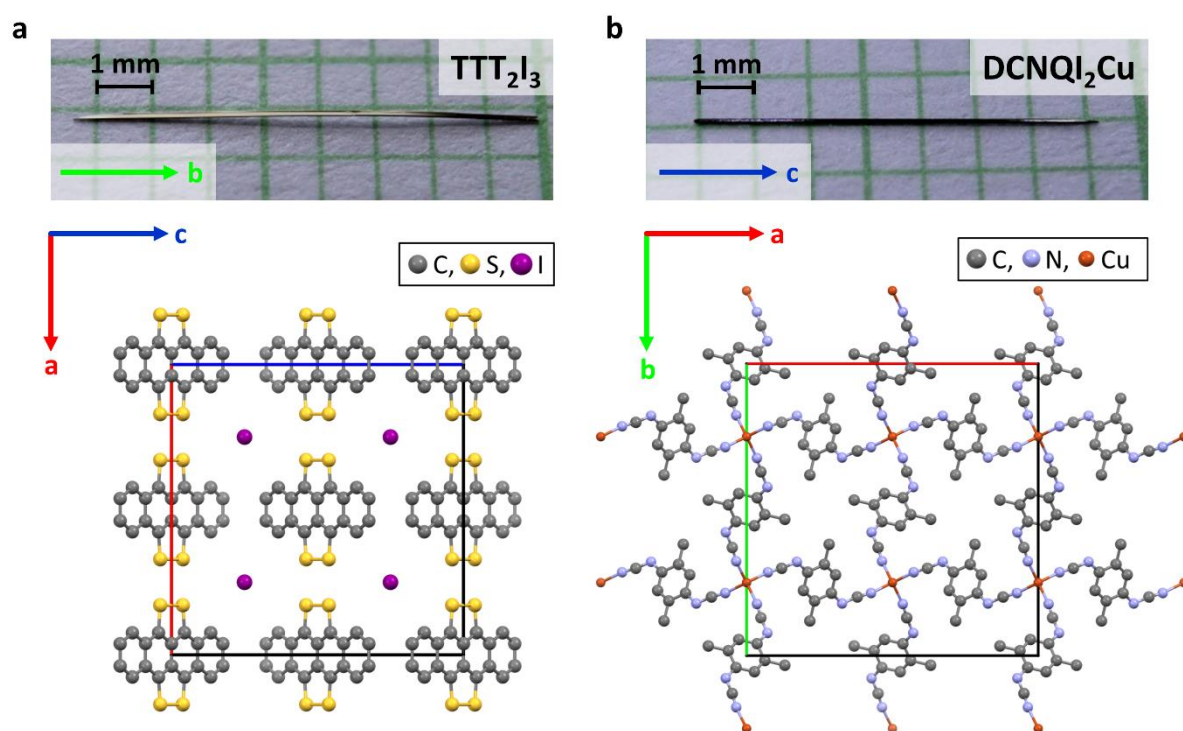 a
1 mm
TTT₂I₃
b
c
a
C, S, I
b
1 mm
DCNQI₂Cu
c
a
b
C, N, Cu